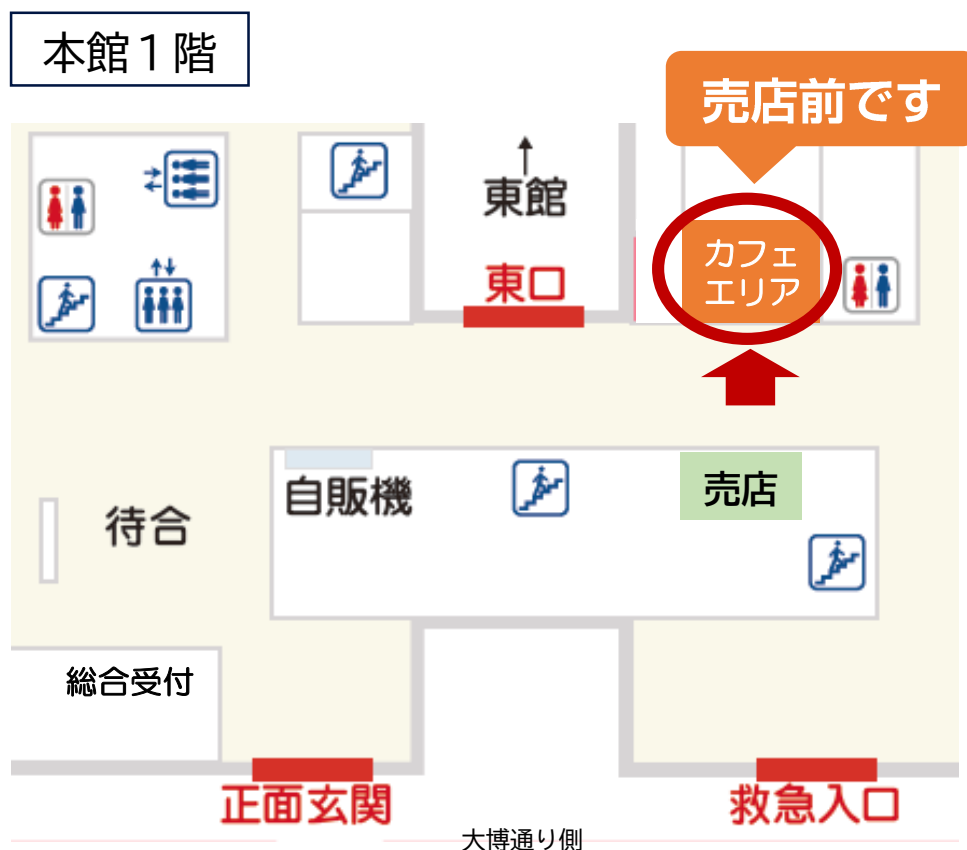 本館１階
売店前です
東館
東口
カフェ
エリア
自販機
売店
待合
総合受付
正面玄関
救急入口
大博通り側